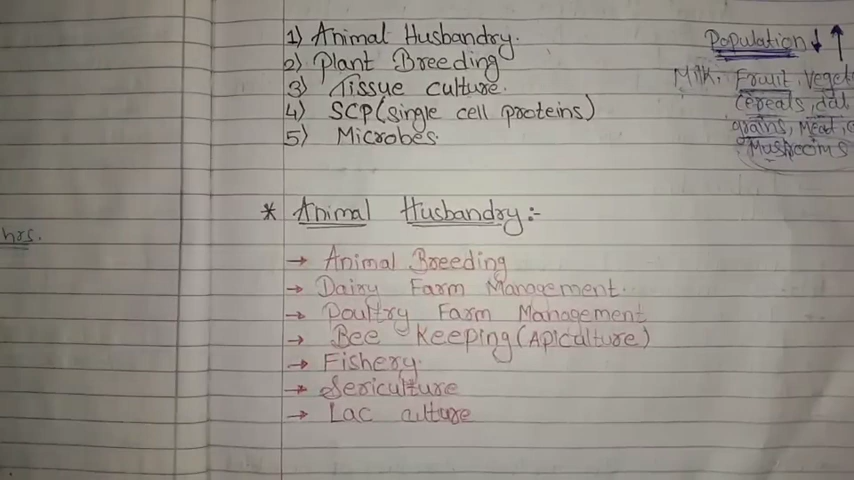 1) Animal Husbandry.
2) Plant Breeding
3) Tissue culture.
4) SCP (single cell proteins)
5) Microbes.
Population ↓ ↑
Milk, Fruit, Veget
cereals, dal,
grains, Meat,
Mushrooms
* Animal Husbandry :-
hrs.
→ Animal Breeding
→ Dairy Farm Management.
→ Poultry Farm Management
→ Bee Keeping (Apiculture)
→ Fishery.
→ Sericulture
→ Lac culture